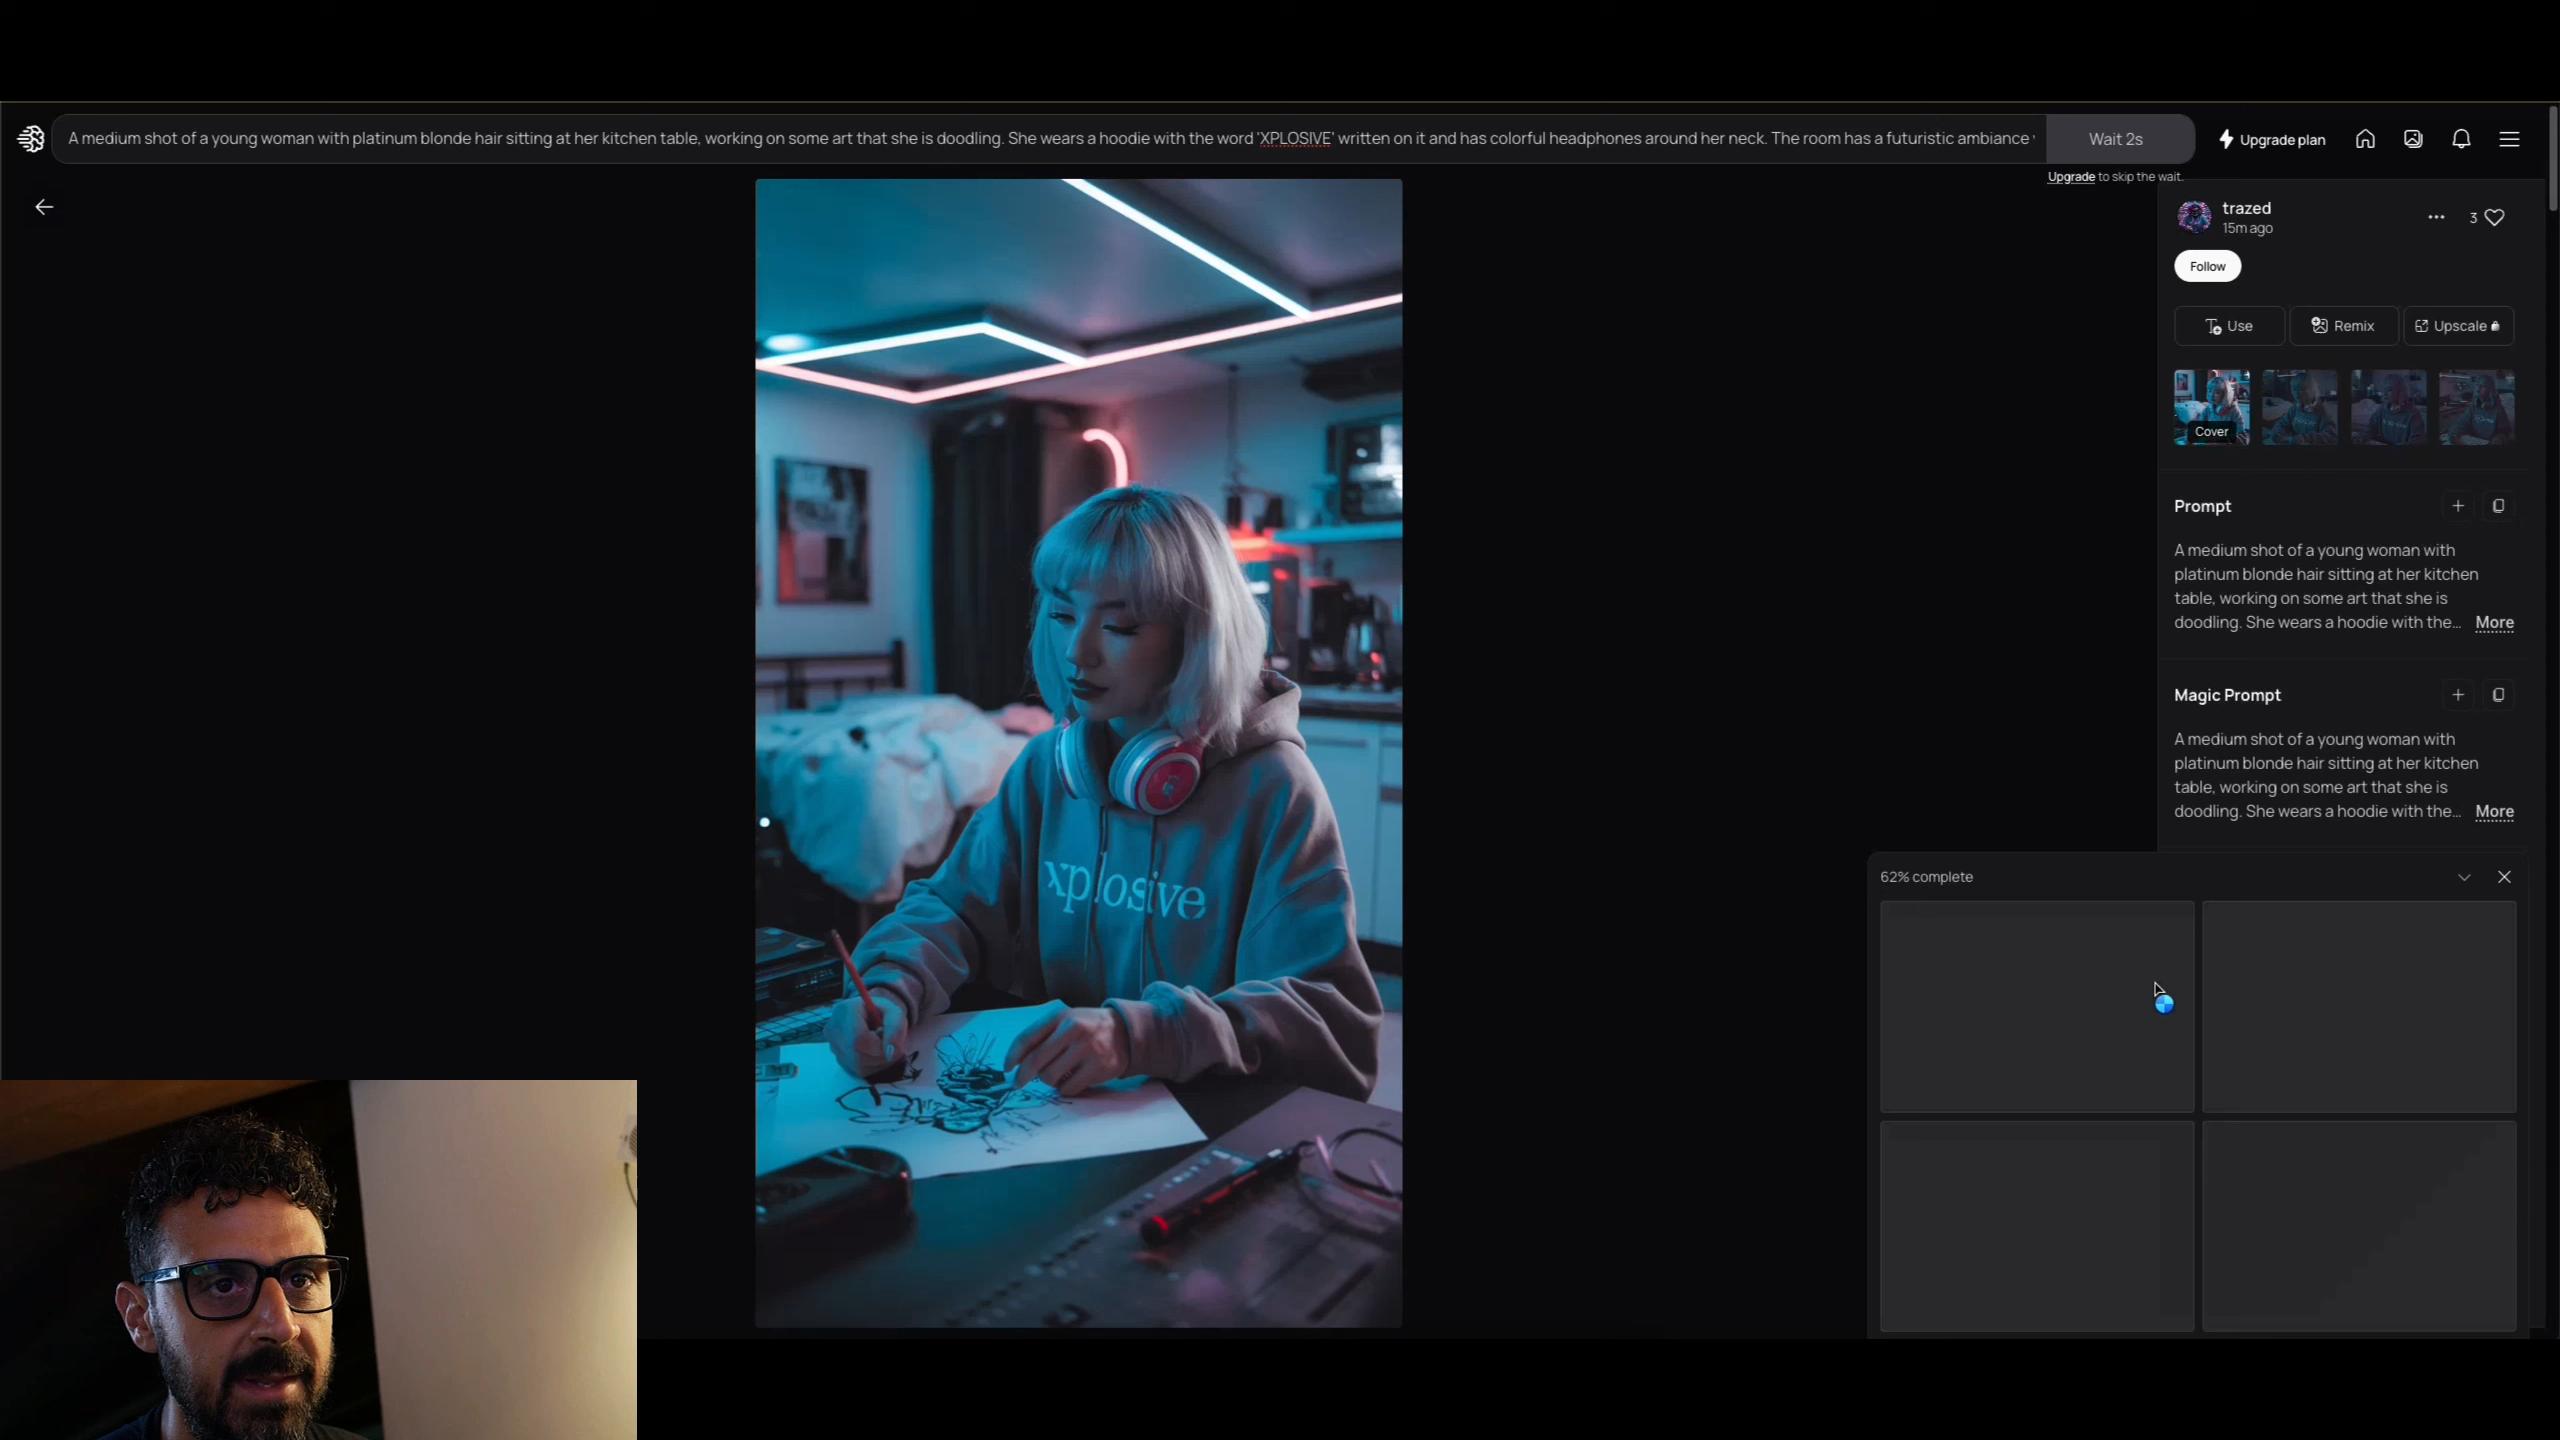 A medium shot of a young woman with platinum blonde hair sitting at her kitchen table, working on some art that she is doodling. She wears a hoodie with the word 'XPLOSIVE' written on it and has colorful headphones around her neck. The room has a futuristic ambiance
Wait 2s
Upgrade plan
Upgrade to skip the wait.
trazed
15m ago
3
Follow
Use
Remix
Upscale
Cover
Prompt
A medium shot of a young woman with
platinum blonde hair sitting at her kitchen
table, working on some art that she is
doodling. She wears a hoodie with the... More
Magic Prompt
A medium shot of a young woman with
platinum blonde hair sitting at her kitchen
table, working on some art that she is
doodling. She wears a hoodie with the... More
xplosive
62% complete